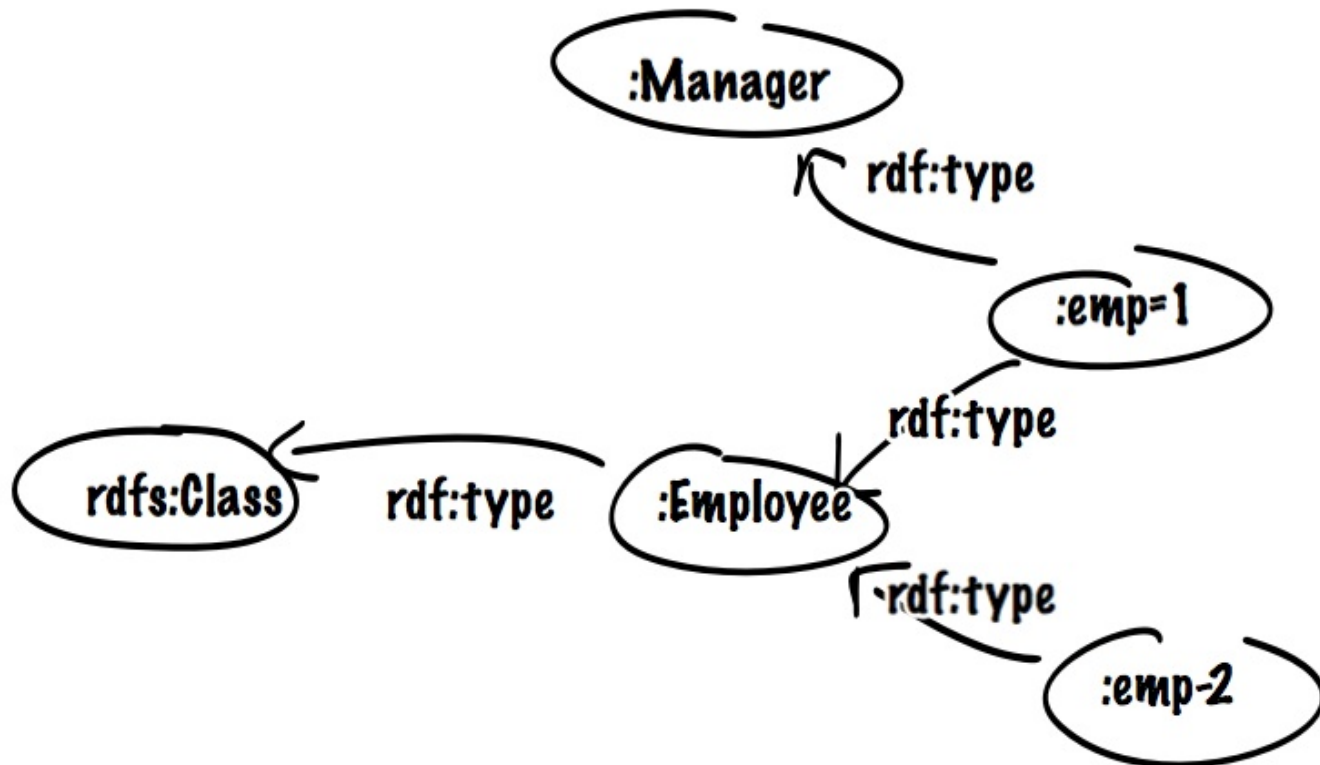 :Manager
rdf:type
:emp=1
rdf:type
rdfs:Class
rdf:type
:Employee
rdf:type
:emp-2